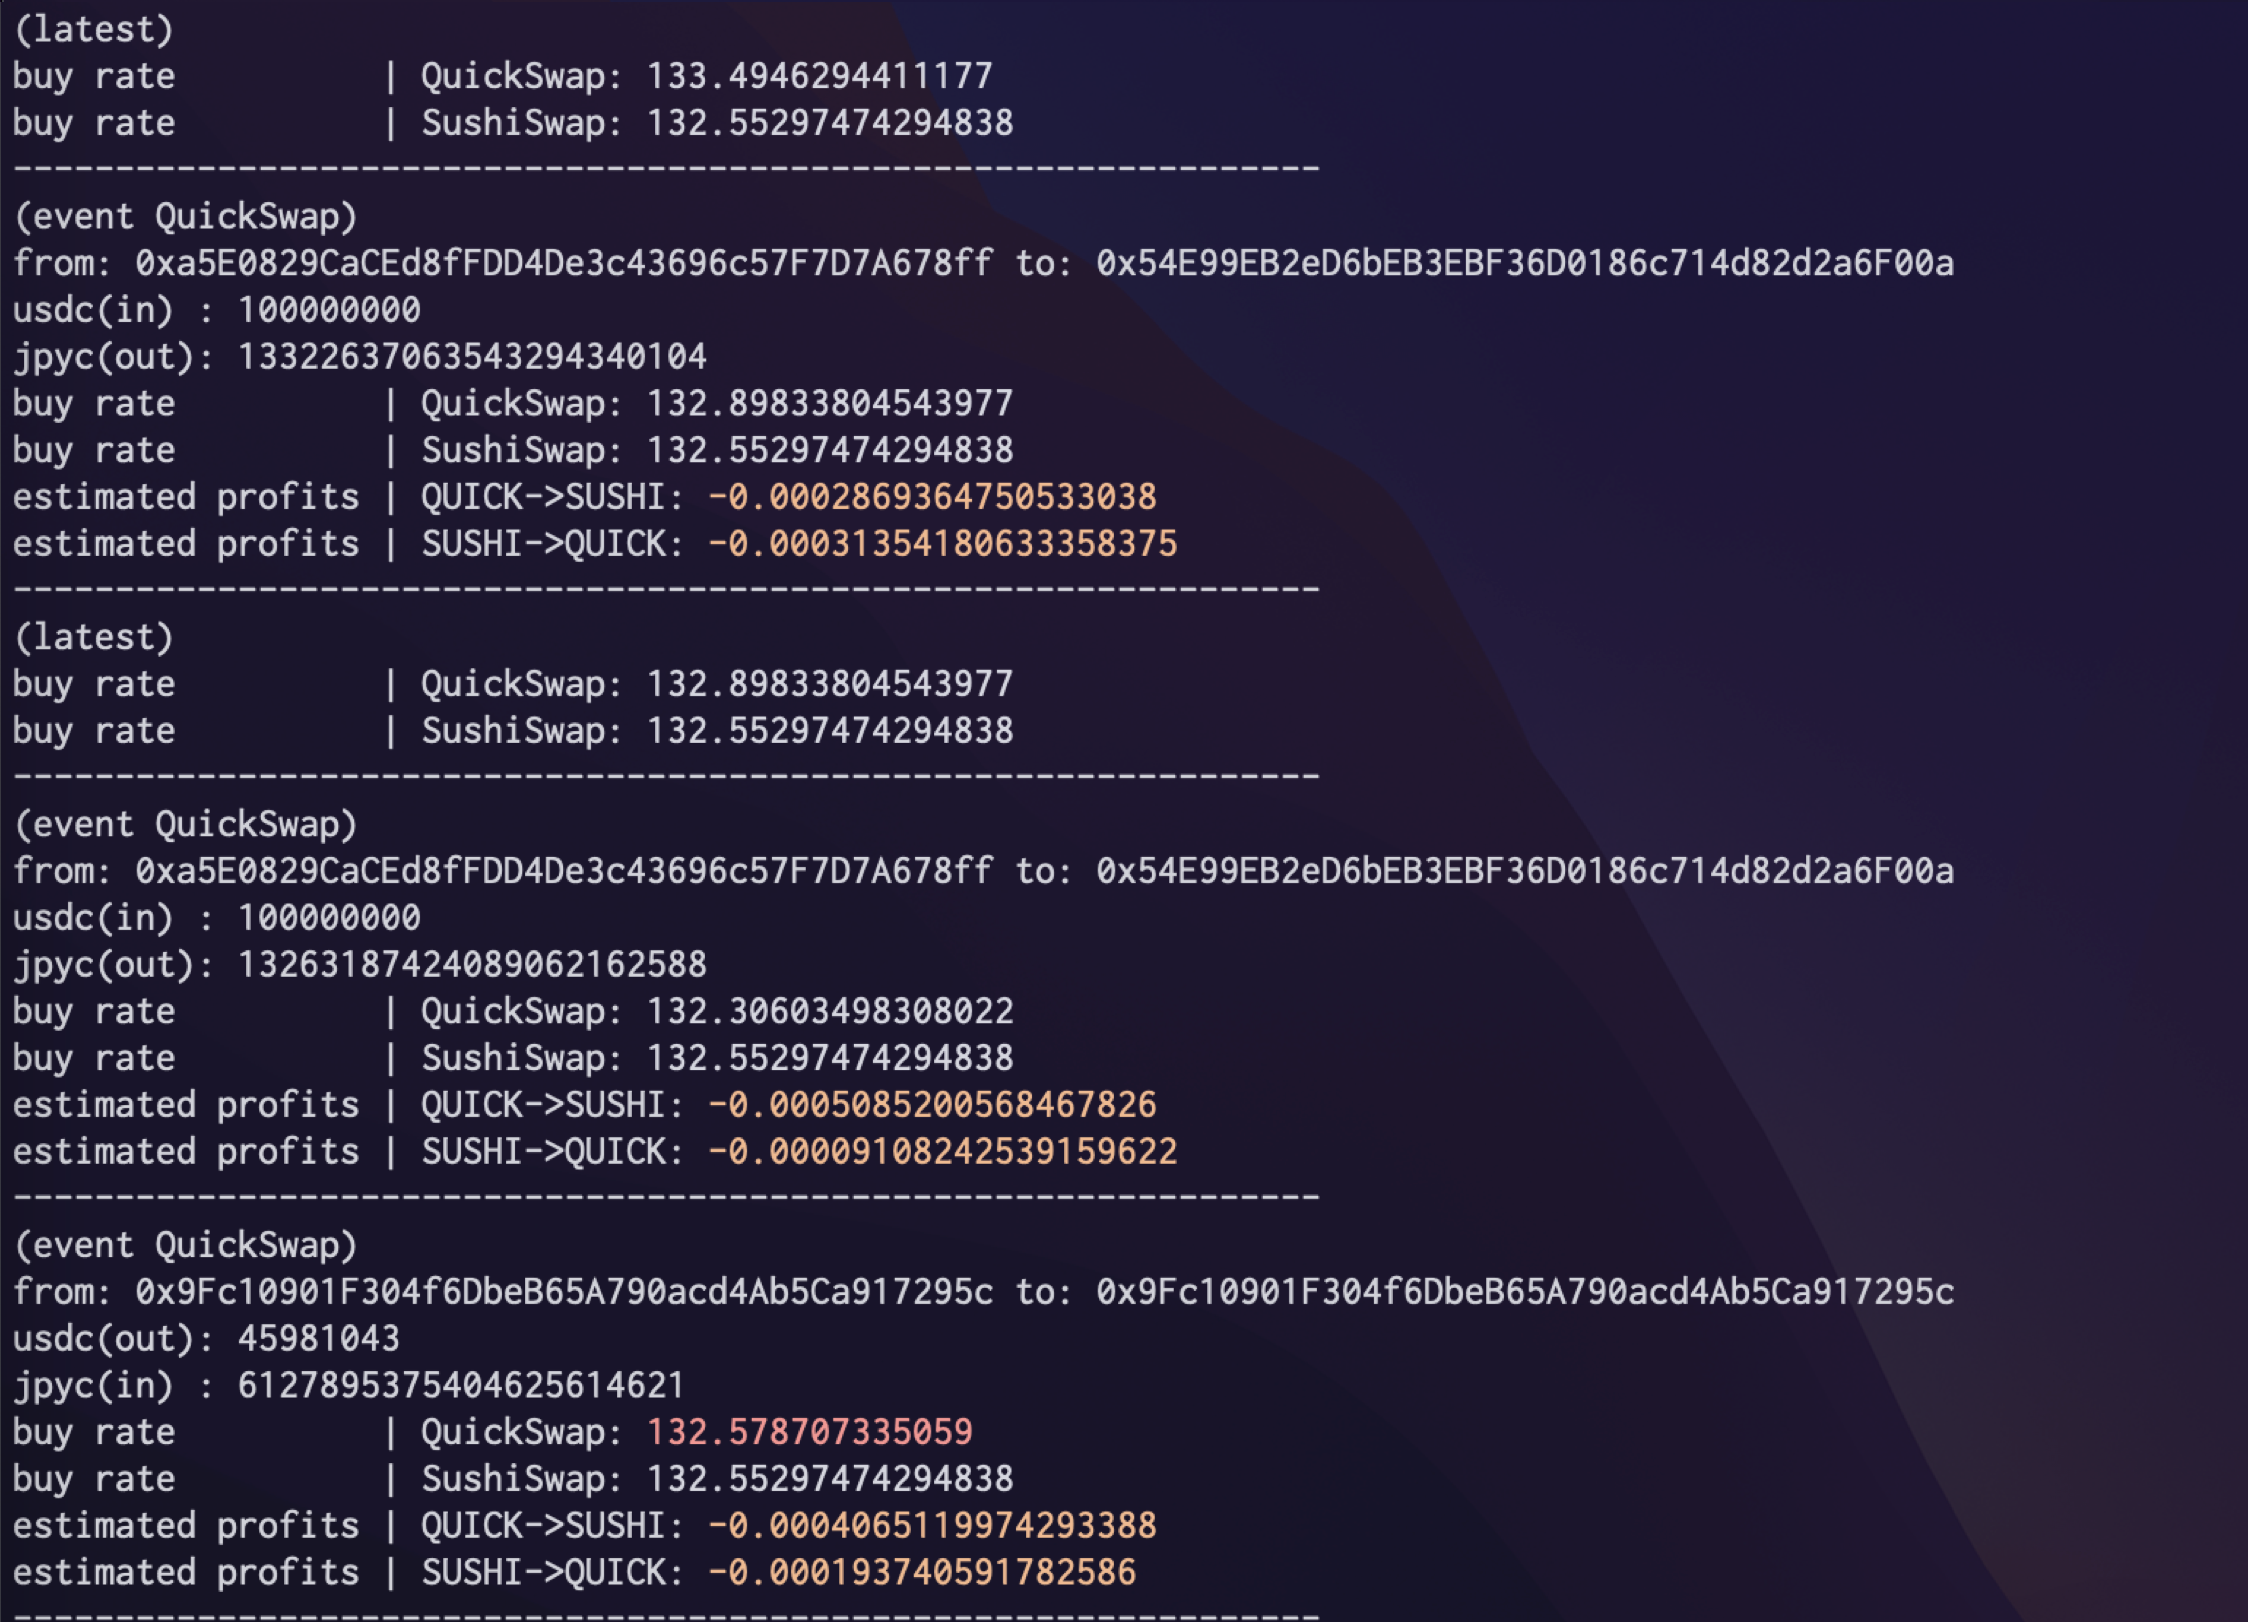 (latest)
buy rate | QuickSwap: 133.4946294411177
buy rate | SushiSwap: 132.55297474294838
----------------------------------------------------------------
(event QuickSwap)
from: 0xa5E0829CaCEd8fFDD4De3c43696c57F7D7A678ff to: 0x54E99EB2eD6bEB3EBF36D0186c714d82d2a6F00a
usdc(in) : 100000000
jpyc(out): 13322637063543294340104
buy rate | QuickSwap: 132.89833804543977
buy rate | SushiSwap: 132.55297474294838
estimated profits | QUICK->SUSHI: -0.0002869364750533038
estimated profits | SUSHI->QUICK: -0.00031354180633358375
----------------------------------------------------------------
(latest)
buy rate | QuickSwap: 132.89833804543977
buy rate | SushiSwap: 132.55297474294838
----------------------------------------------------------------
(event QuickSwap)
from: 0xa5E0829CaCEd8fFDD4De3c43696c57F7D7A678ff to: 0x54E99EB2eD6bEB3EBF36D0186c714d82d2a6F00a
usdc(in) : 100000000
jpyc(out): 13263187424089062162588
buy rate | QuickSwap: 132.30603498308022
buy rate | SushiSwap: 132.55297474294838
estimated profits | QUICK->SUSHI: -0.0005085200568467826
estimated profits | SUSHI->QUICK: -0.00009108242539159622
----------------------------------------------------------------
(event QuickSwap)
from: 0x9Fc10901F304f6DbeB65A790acd4Ab5Ca917295c to: 0x9Fc10901F304f6DbeB65A790acd4Ab5Ca917295c
usdc(out): 45981043
jpyc(in) : 6127895375404625614621
buy rate | QuickSwap: 132.578707335059
buy rate | SushiSwap: 132.55297474294838
estimated profits | QUICK->SUSHI: -0.0004065119974293388
estimated profits | SUSHI->QUICK: -0.000193740591782586
----------------------------------------------------------------